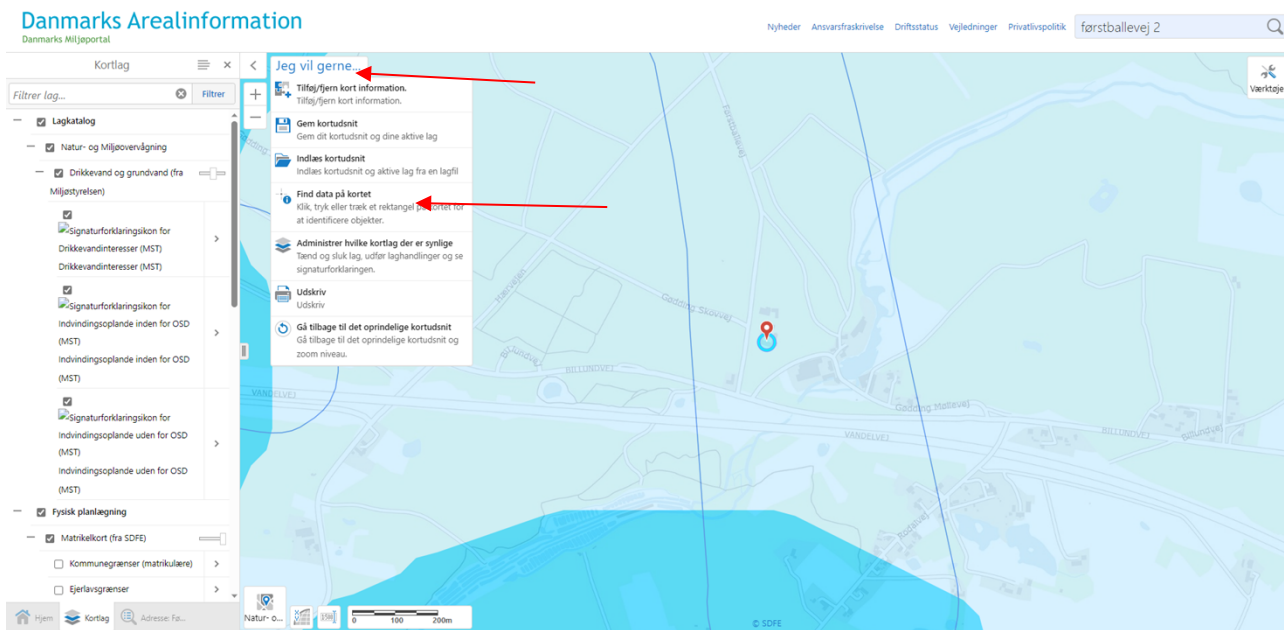 Danmarks Arealinformation
Danmarks Miljøportal
Nyheder Ansvarsfraskrivelse Driftsstatus Vejledninger Privatlivspolitik
førstballevej 2
Kortlag
Filtrer lag...
Filtrer
Lagkatalog
Natur- og Miljøovervågning
Drikkevand og grundvand (fra
Miljøstyrelsen)
Signaturforklaringsikon for
Drikkevandinteresser (MST)
Drikkevandinteresser (MST)
Signaturforklaringsikon for
Indvindingsoplande inden for OSD
(MST)
Indvindingsoplande inden for OSD
(MST)
Signaturforklaringsikon for
Indvindingsoplande uden for OSD
(MST)
Indvindingsoplande uden for OSD
(MST)
Fysisk planlægning
Matrikelkort (fra SDFE)
Kommunegrænser (matrikulære)
Ejerlavsgrænser
Hjem
Kortlag
Adresse: Fø...
Jeg vil gerne...
Tilføj/fjern kort information.
Tilføj/fjern kort information.
Gem kortudsnit
Gem dit kortudsnit og dine aktive lag
Indlæs kortudsnit
Indlæs kortudsnit og aktive lag fra en lagfil
Find data på kortet
Klik, tryk eller træk et rektangel på kortet for
at identificere objekter.
Administrer hvilke kortlag der er synlige
Tænd og sluk lag, udfør laghandlinger og se
signaturforklaringen.
Udskriv
Udskriv
Gå tilbage til det oprindelige kortudsnit
Gå tilbage til det oprindelige kortudsnit og
zoom niveau.
Værktøje
Førstballevej
Hærvejen
Gødding Skovvej
Billundvej
BILLUNDVEJ
VANDELVEJ
Gødding Møllevej
VANDELVEJ
BILLUNDVEJ
Billundvej
Rodalvej
Natur- o...
0 100 200m
© SDFE